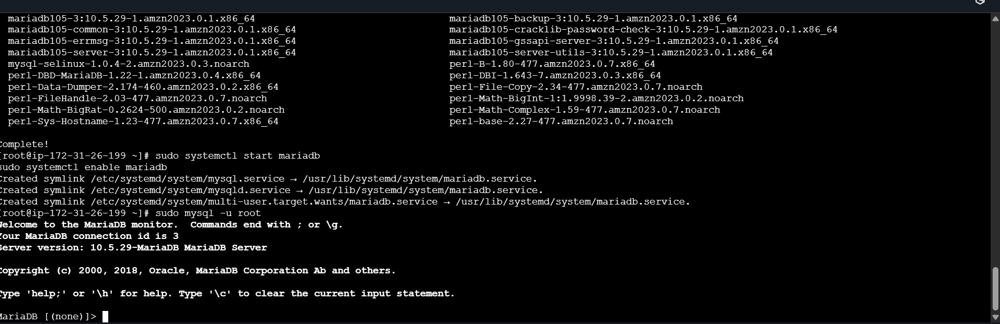 mariadb105-3:10.5.29-1.amzn2023.0.1.x86_64 mariadb105-backup-3:10.5.29-1.amzn2023.0.1.x86_64
mariadb105-common-3:10.5.29-1.amzn2023.0.1.x86_64 mariadb105-cracklib-password-check-3:10.5.29-1.amzn2023.0.1.x86_64
mariadb105-errmsg-3:10.5.29-1.amzn2023.0.1.x86_64 mariadb105-gssapi-server-3:10.5.29-1.amzn2023.0.1.x86_64
mariadb105-server-3:10.5.29-1.amzn2023.0.1.x86_64 mariadb105-server-utils-3:10.5.29-1.amzn2023.0.1.x86_64
mysql-selinux-1.0.4-2.amzn2023.0.3.noarch perl-B-1.80-477.amzn2023.0.7.x86_64
perl-DBD-MariaDB-1.22-1.amzn2023.0.4.x86_64 perl-DBI-1.643-7.amzn2023.0.3.x86_64
perl-Data-Dumper-2.174-460.amzn2023.0.2.x86_64 perl-File-Copy-2.34-477.amzn2023.0.7.noarch
perl-FileHandle-2.03-477.amzn2023.0.7.noarch perl-Math-BigInt-1:1.9998.39-2.amzn2023.0.2.noarch
perl-Math-BigRat-0.2624-500.amzn2023.0.2.noarch perl-Math-Complex-1.59-477.amzn2023.0.7.noarch
perl-Sys-Hostname-1.23-477.amzn2023.0.7.x86_64 perl-base-2.27-477.amzn2023.0.7.noarch
Complete!
[root@ip-172-31-26-199 ~]# sudo systemctl start mariadb
sudo systemctl enable mariadb
Created symlink /etc/systemd/system/mysql.service → /usr/lib/systemd/system/mariadb.service.
Created symlink /etc/systemd/system/mysqld.service → /usr/lib/systemd/system/mariadb.service.
Created symlink /etc/systemd/system/multi-user.target.wants/mariadb.service → /usr/lib/systemd/system/mariadb.service.
[root@ip-172-31-26-199 ~]# sudo mysql -u root
Welcome to the MariaDB monitor.  Commands end with ; or \g.
Your MariaDB connection id is 3
Server version: 10.5.29-MariaDB MariaDB Server
Copyright (c) 2000, 2018, Oracle, MariaDB Corporation Ab and others.
Type 'help;' or '\h' for help. Type '\c' to clear the current input statement.
MariaDB [(none)]>